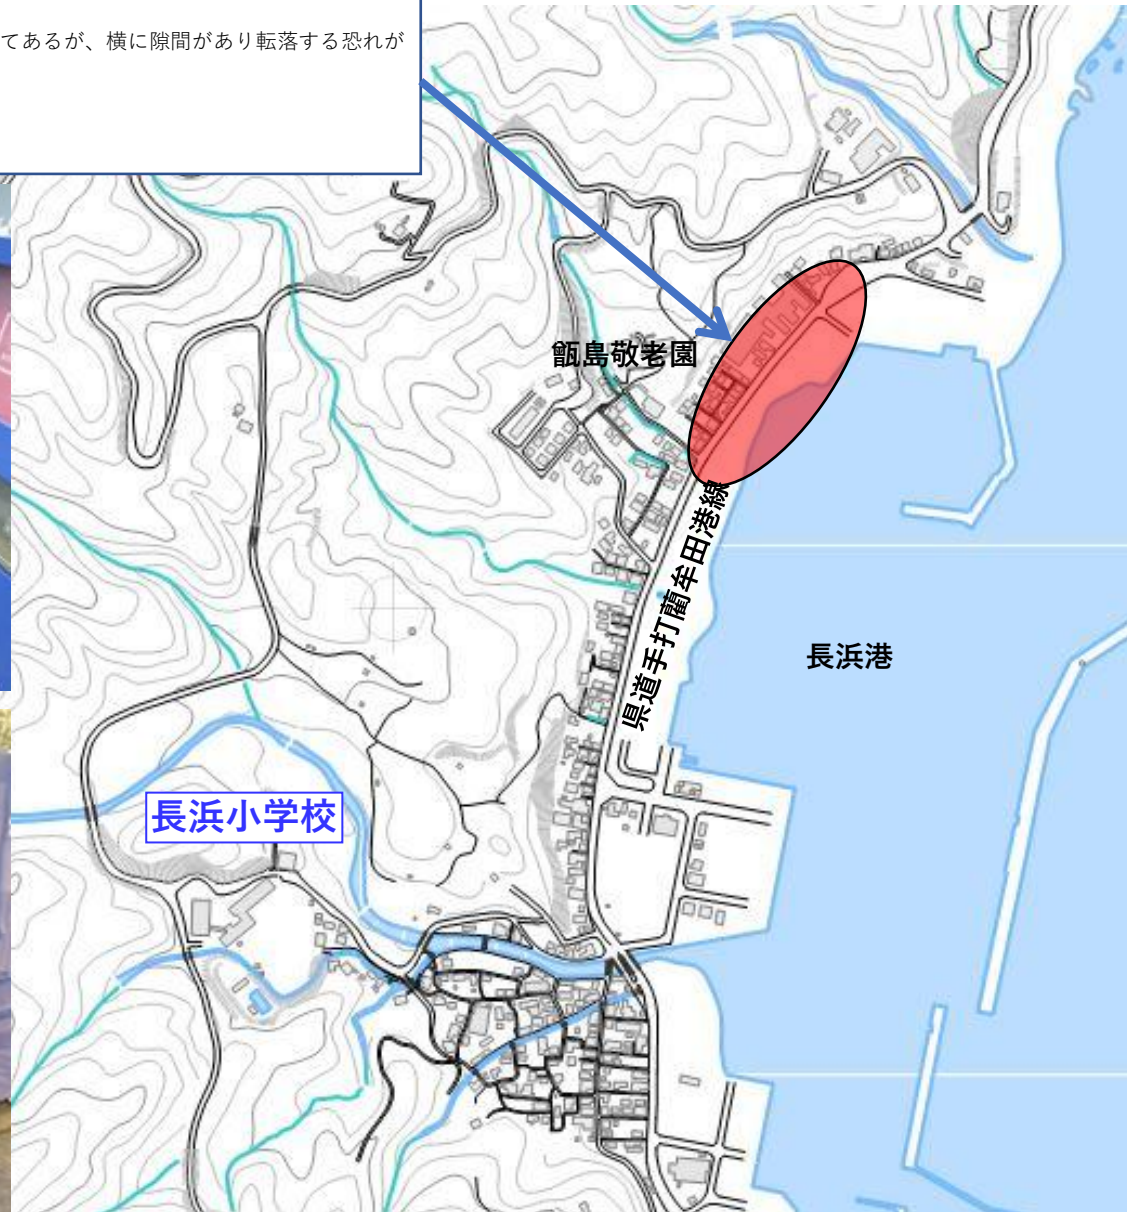 てあるが、横に隙間があり転落する恐れが
甑島敬老園
県道手打藺牟田港線
長浜港
長浜小学校